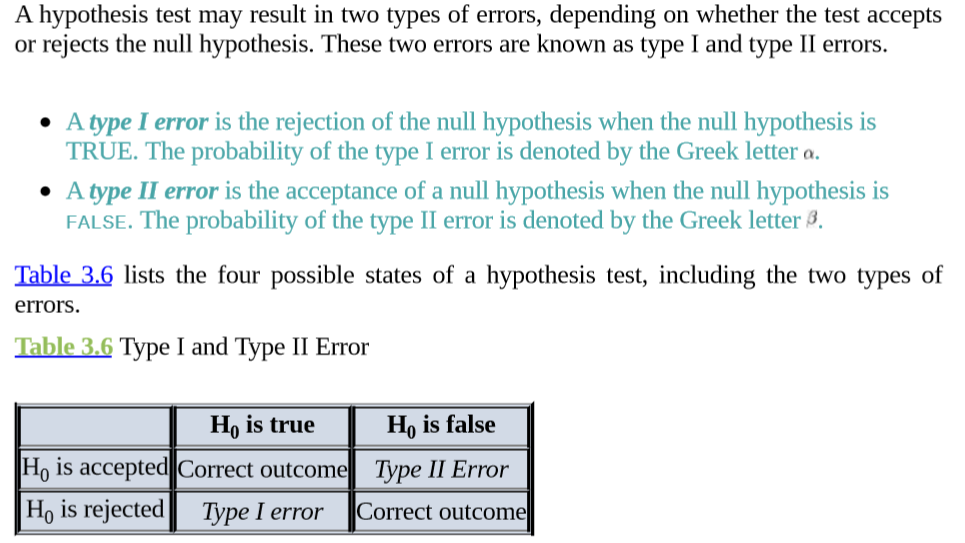 A hypothesis test may result in two types of errors, depending on whether the test accepts
or rejects the null hypothesis. These two errors are known as type I and type II errors.
• A type I error is the rejection of the null hypothesis when the null hypothesis is
TRUE. The probability of the type I error is denoted by the Greek letter α.
• A type II error is the acceptance of a null hypothesis when the null hypothesis is
FALSE. The probability of the type II error is denoted by the Greek letter β.
Table 3.6 lists the four possible states of a hypothesis test, including the two types of
errors.
Table 3.6 Type I and Type II Error
H₀ is true H₀ is false
H₀ is accepted Correct outcome Type II Error
H₀ is rejected Type I error Correct outcome